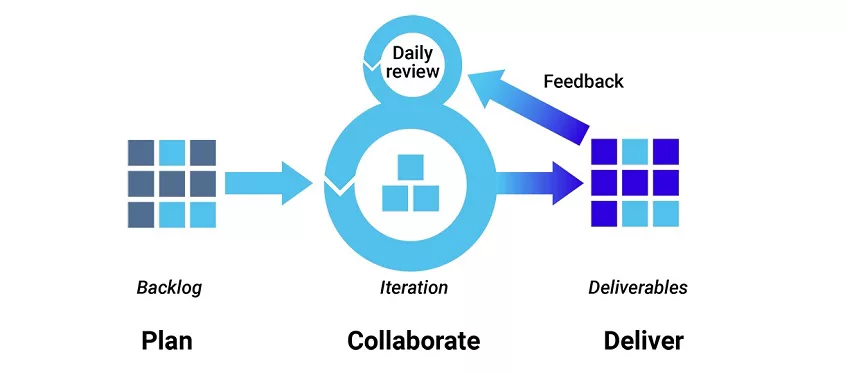 Daily
review
Feedback
Backlog
Iteration
Deliverables
Plan
Collaborate
Deliver